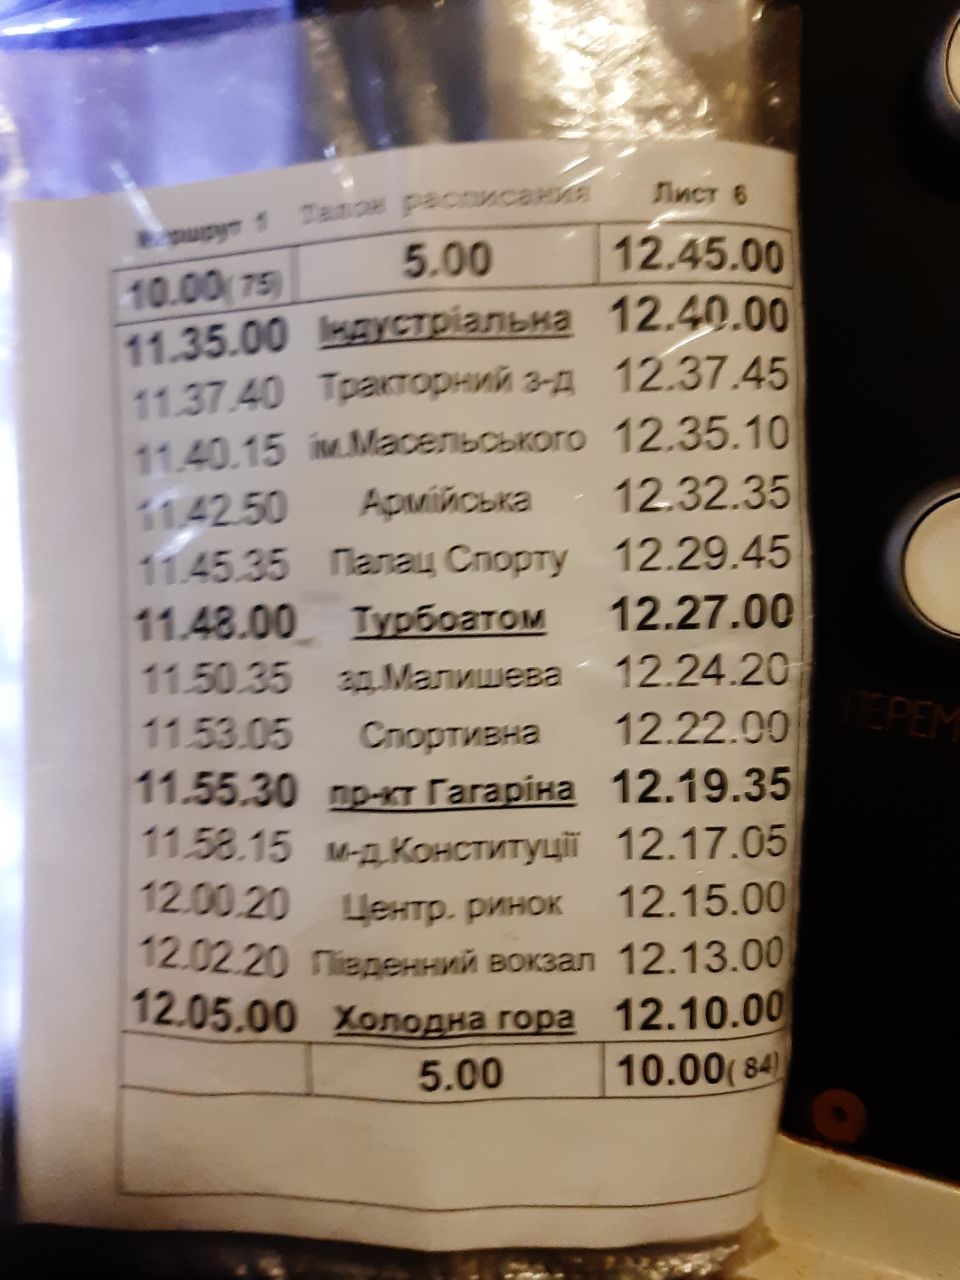 Маршрут 1 Талон расписания Лист 6
10.00( 75) 5.00 12.45.00
11.35.00 Індустріальна 12.40.00
11.37.40 Тракторний з-д 12.37.45
11.40.15 ім.Масельського 12.35.10
11.42.50 Армійська 12.32.35
11.45.35 Палац Спорту 12.29.45
11.48.00 Турбоатом 12.27.00
11.50.35 зд.Малишева 12.24.20
11.53.05 Спортивна 12.22.00
11.55.30 пр-кт Гагаріна 12.19.35
11.58.15 м-д.Конституції 12.17.05
12.00.20 Центр. ринок 12.15.00
12.02.20 Південний вокзал 12.13.00
12.05.00 Холодна гора 12.10.00
5.00 10.00( 84)